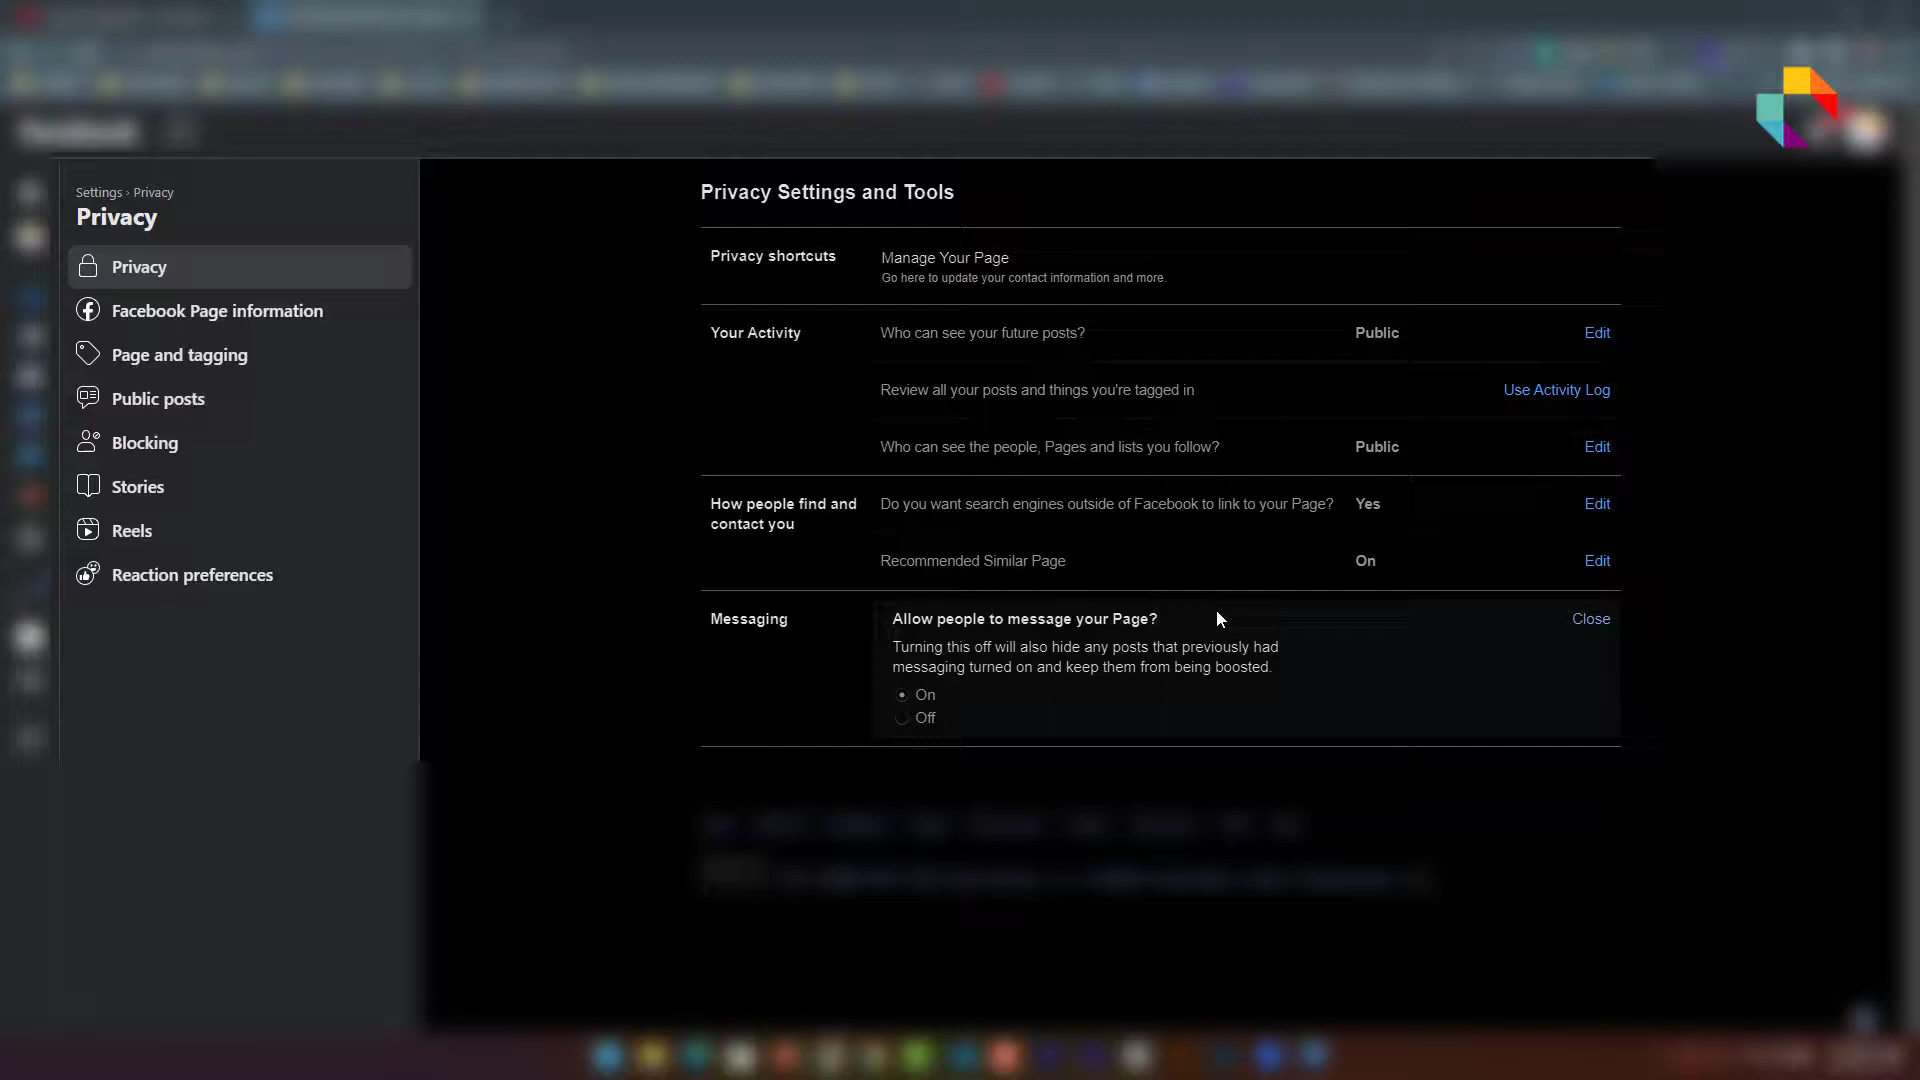 Settings › Privacy
Privacy
Privacy
Facebook Page information
Page and tagging
Public posts
Blocking
Stories
Reels
Reaction preferences
Privacy Settings and Tools
Privacy shortcuts
Manage Your Page
Go here to update your contact information and more.
Your Activity
Who can see your future posts? Public Edit
Review all your posts and things you're tagged in Use Activity Log
Who can see the people, Pages and lists you follow? Public Edit
How people find and
contact you
Do you want search engines outside of Facebook to link to your Page? Yes Edit
Recommended Similar Page On Edit
Messaging
Allow people to message your Page? Close
Turning this off will also hide any posts that previously had
messaging turned on and keep them from being boosted.
On
Off